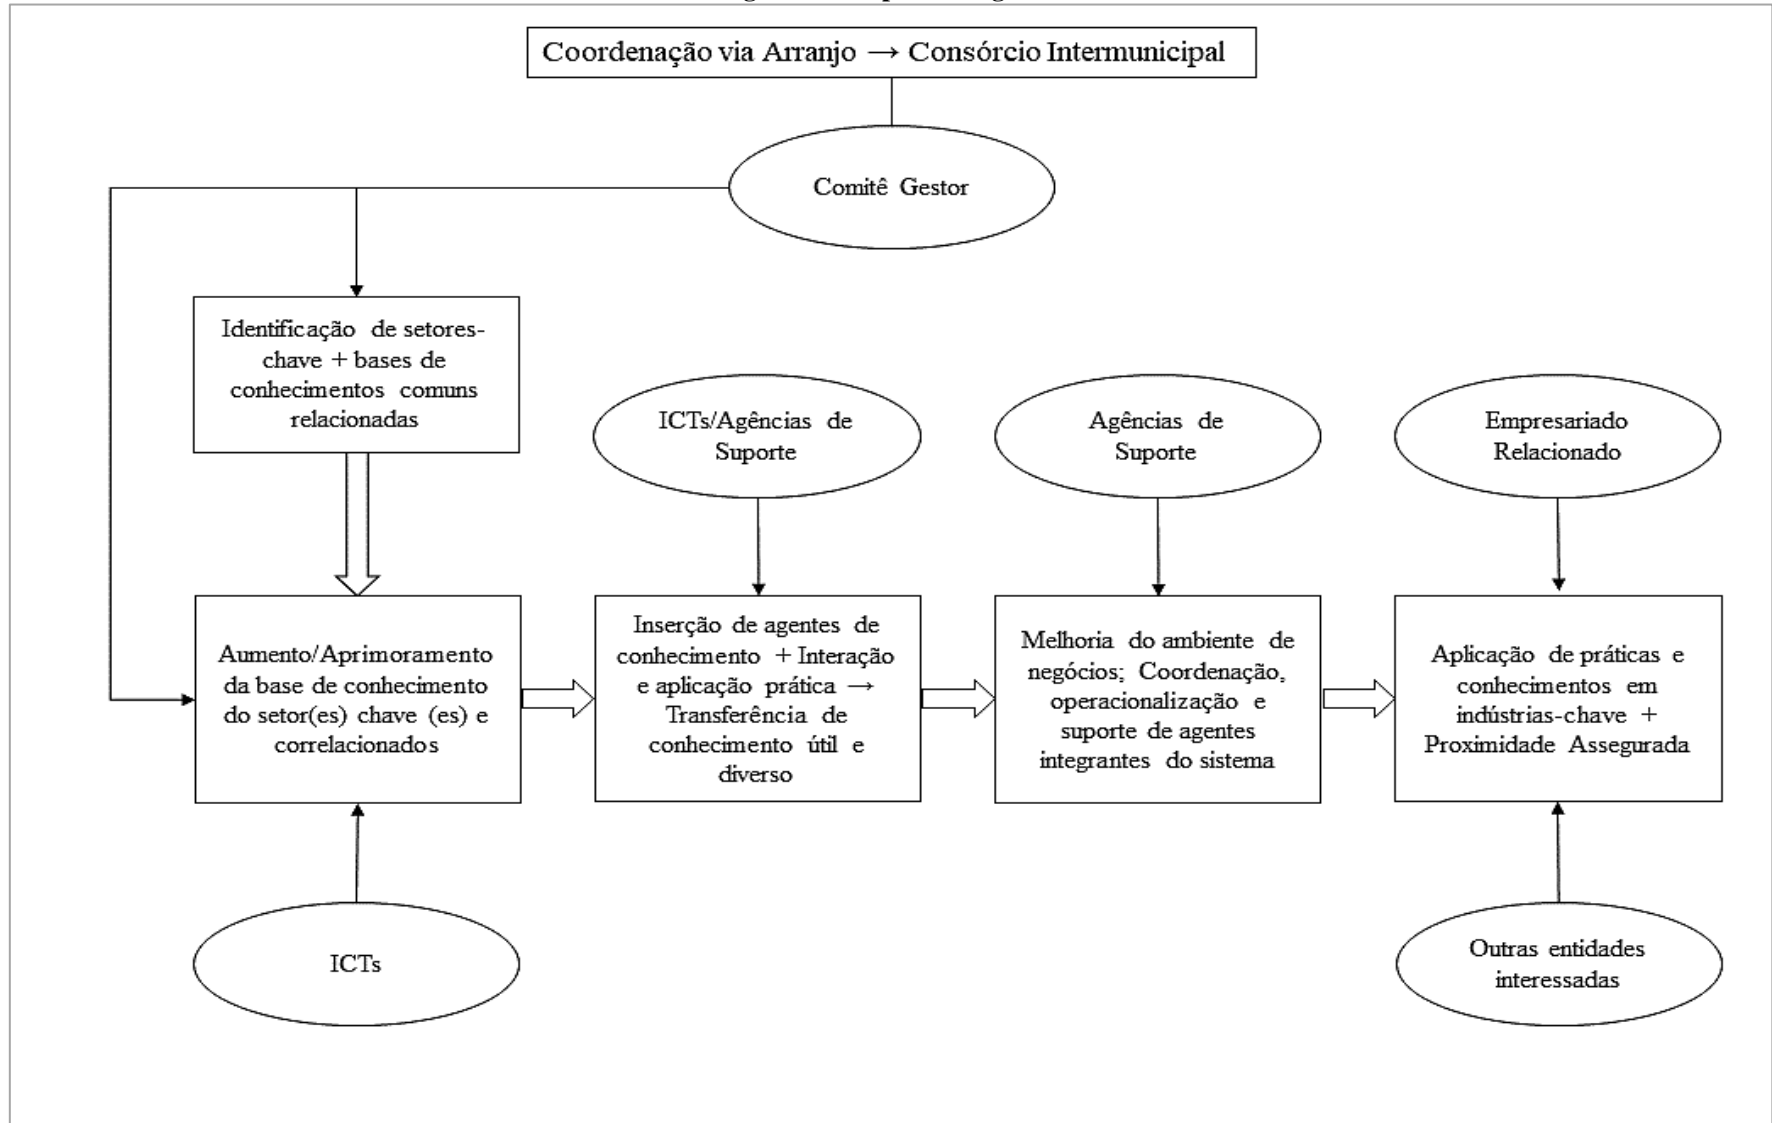 Coordenação via Arranjo → Consórcio Intermunicipal
Comitê Gestor
Identificação de setores-
chave + bases de
conhecimentos comuns
relacionadas
ICTs/Agências de
Suporte
Agências de
Suporte
Empresariado
Relacionado
Aumento/Aprimoramento
da base de conhecimento
do setor(es) chave (es) e
correlacionados
Inserção de agentes de
conhecimento + Interação
e aplicação prática →
Transferência de
conhecimento útil e
diverso
Melhoria do ambiente de
negócios; Coordenação,
operacionalização e
suporte de agentes
integrantes do sistema
Aplicação de práticas e
conhecimentos em
indústrias-chave +
Proximidade Assegurada
ICTs
Outras entidades
interessadas